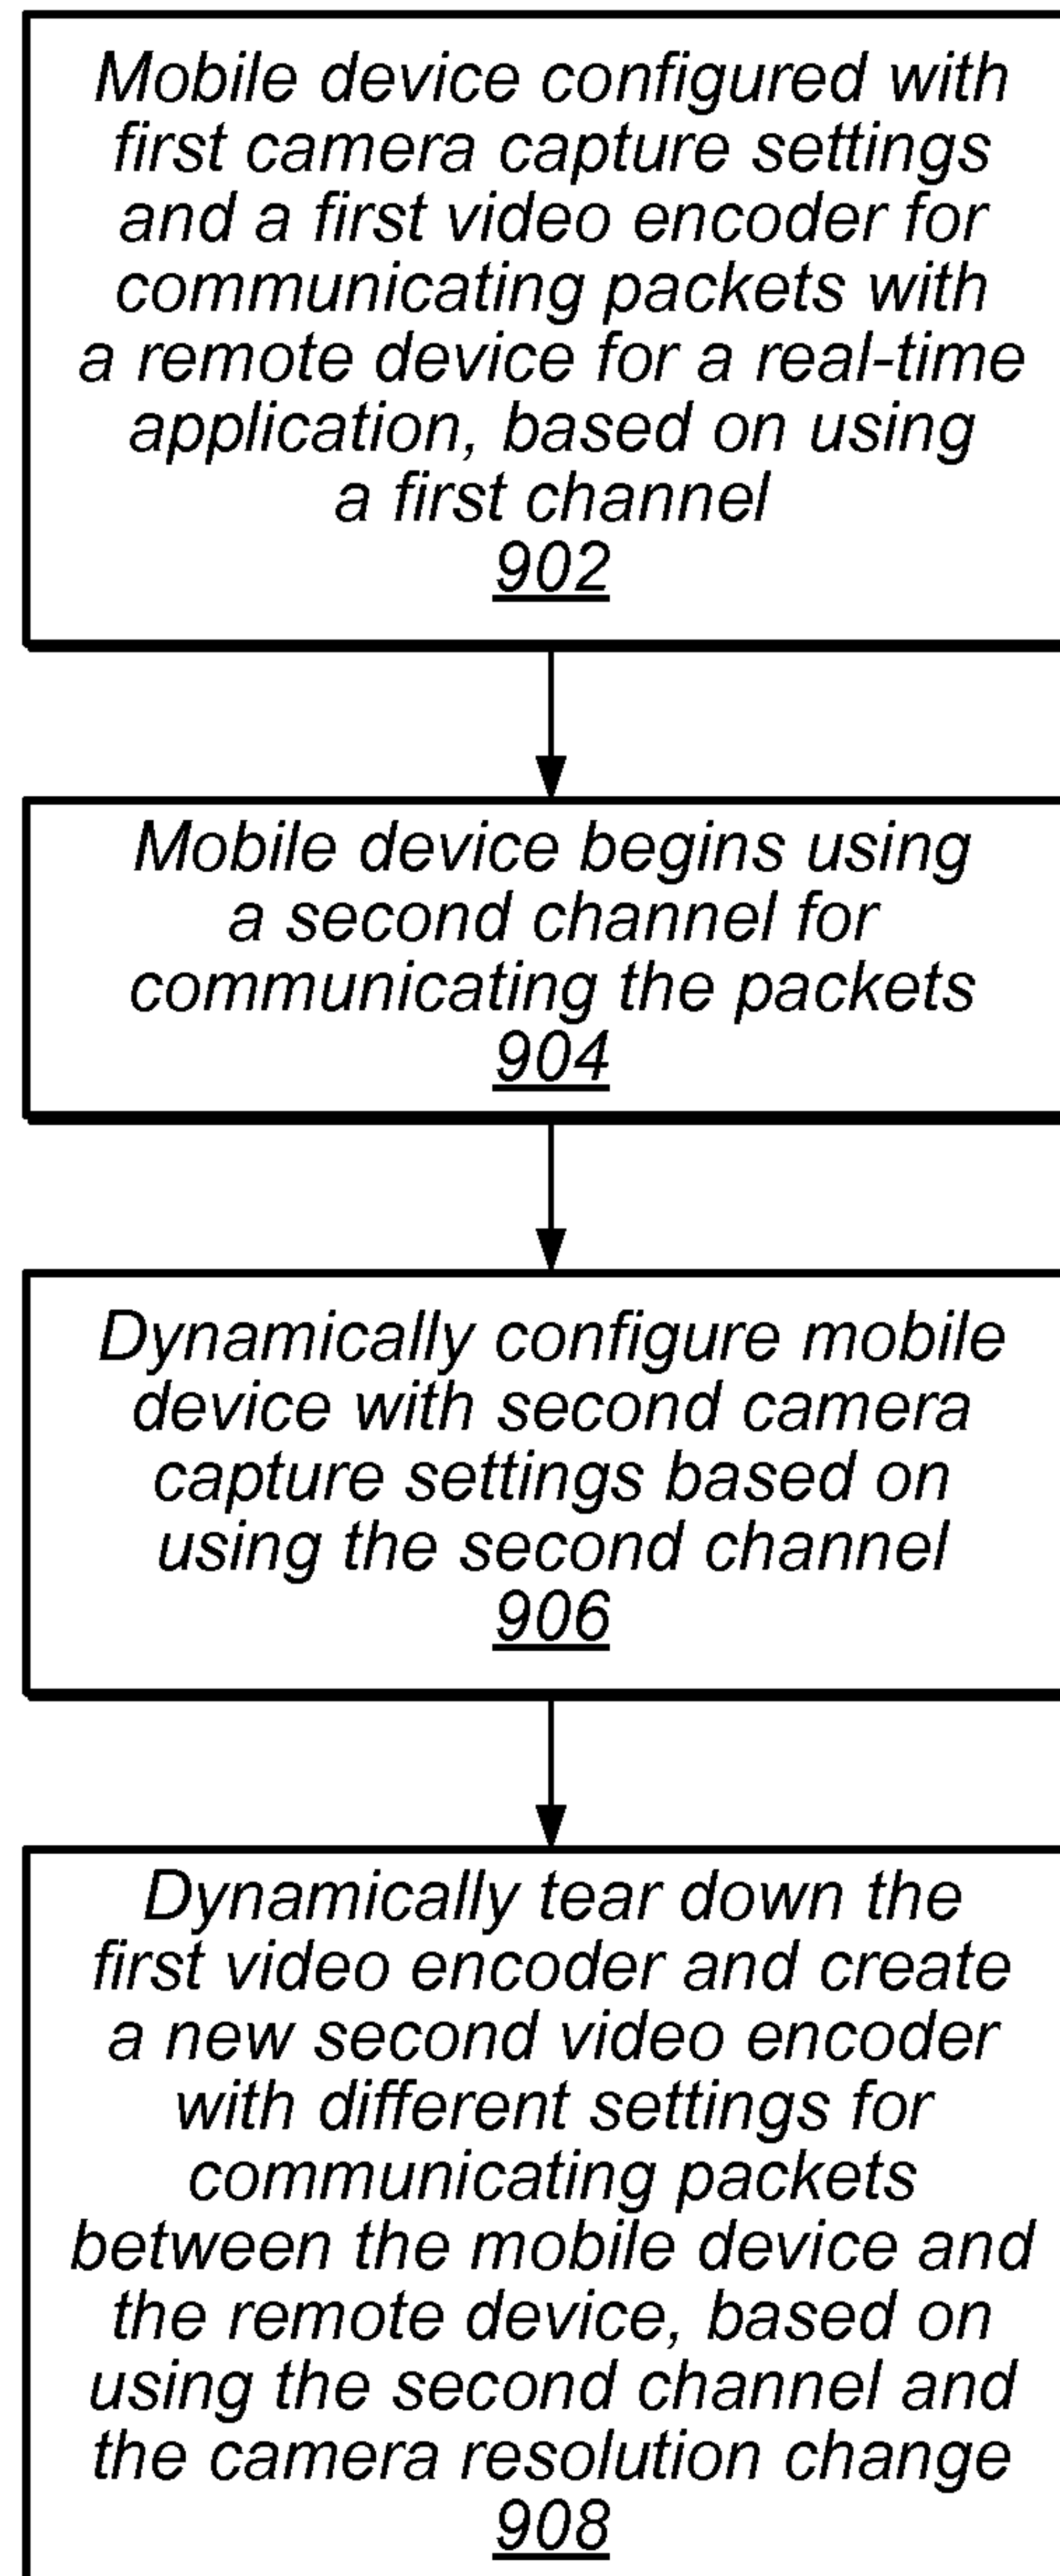 Mobile device configured with
first camera capture settings
and a first video encoder for
communicating packets with
a remote device for a real-time
application, based on using
a first channel
902
Mobile device begins using
a second channel for
communicating the packets
904
Dynamically configure mobile
device with second camera
capture settings based on
using the second channel
906
Dynamically tear down the
first video encoder and create
a new second video encoder
with different settings for
communicating packets
between the mobile device and
the remote device, based on
using the second channel and
the camera resolution change
908